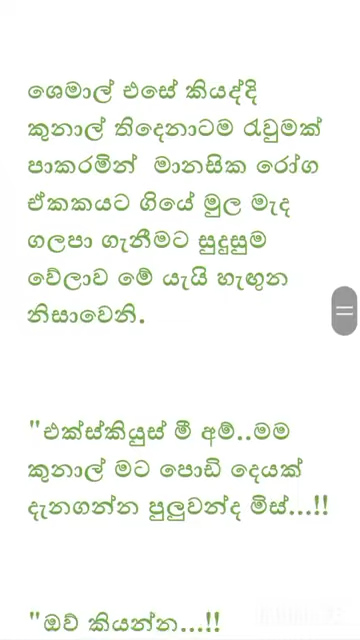 ශෙමාල් එසේ කියද්දි
කුනාල් තිදෙනාටම රැවුමක්
පාකරමින්  මානසික රෝග
ඒකකයට ගියේ මුල මැද
ගලපා ගැනීමට සුදුසුම
වේලාව මේ යැයි හැඟුන
නිසාවෙනි.
"එක්ස්කියුස් මී අම්..මම
කුනාල් මට පොඩි දෙයක්
දැනගන්න පුලුවන්ද මිස්...!!
"ඔව් කියන්න...!!